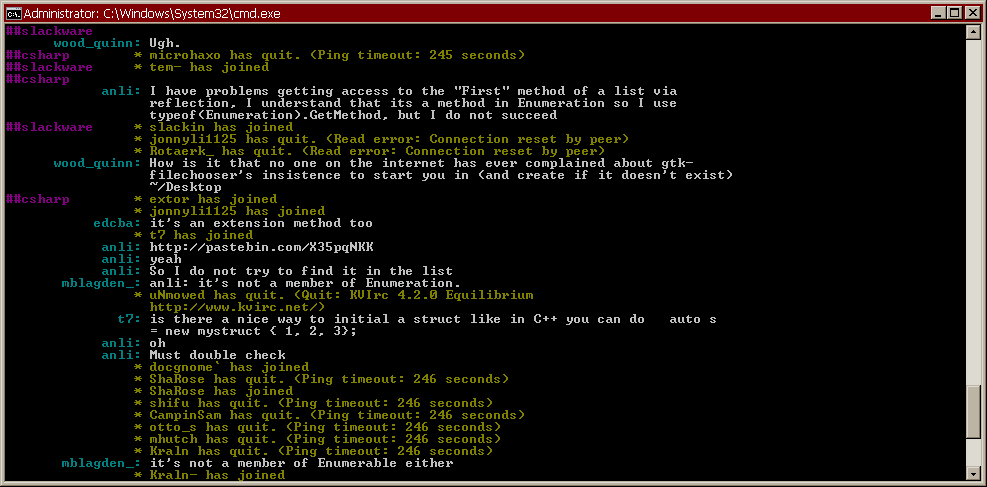 Administrator: C:\Windows\System32\cmd.exe
##slackware
wood_quinn: Ugh.
##csharp * microhaxo has quit. (Ping timeout: 245 seconds)
##slackware * tem- has joined
##csharp
anli: I have problems getting access to the "First" method of a list via
reflection, I understand that its a method in Enumeration so I use
typeof(Enumeration).GetMethod, but I do not succeed
##slackware * slackin has joined
* jonnyli1125 has quit. (Read error: Connection reset by peer)
* Rotaerk_ has quit. (Read error: Connection reset by peer)
wood_quinn: How is it that no one on the internet has ever complained about gtk-
filechooser's insistence to start you in (and create if it doesn't exist)
~/Desktop
##csharp * extor has joined
* jonnyli1125 has joined
edcba: it's an extension method too
* t7 has joined
anli: http://pastebin.com/X35pqNKK
anli: yeah
anli: So I do not try to find it in the list
mblagden_: anli: it's not a member of Enumeration.
* uNmowed has quit. (Quit: KVIrc 4.2.0 Equilibrium
http://www.kvirc.net/)
t7: is there a nice way to initial a struct like in C++ you can do   auto s
= new mystruct { 1, 2, 3};
anli: oh
anli: Must double check
* docgnome` has joined
* ShaRose has quit. (Ping timeout: 246 seconds)
* ShaRose has joined
* shifu has quit. (Ping timeout: 246 seconds)
* CampinSam has quit. (Ping timeout: 246 seconds)
* otto_s has quit. (Ping timeout: 246 seconds)
* mhutch has quit. (Ping timeout: 246 seconds)
* Kraln has quit. (Ping timeout: 246 seconds)
mblagden_: it's not a member of Enumerable either
* Kraln- has joined